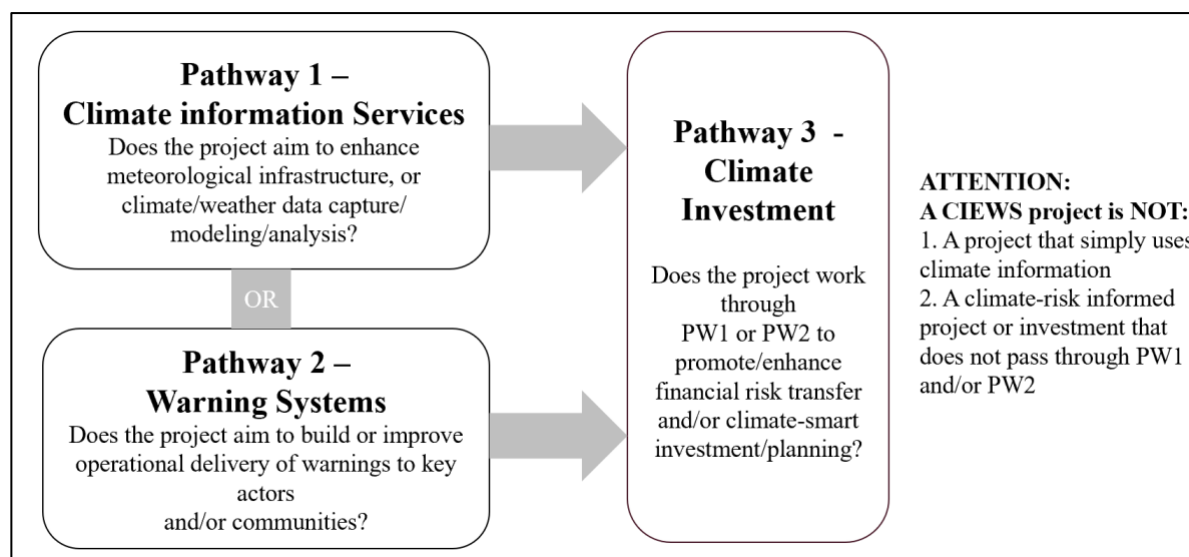 Pathway 1 –
Climate information Services
Does the project aim to enhance
meteorological infrastructure, or
climate/weather data capture/
modeling/analysis?
OR
Pathway 2 –
Warning Systems
Does the project aim to build or improve
operational delivery of warnings to key
actors
and/or communities?
Pathway 3 -
Climate
Investment
Does the project work
through
PW1 or PW2 to
promote/enhance
financial risk transfer
and/or climate-smart
investment/planning?
ATTENTION:
A CIEWS project is NOT:
1. A project that simply uses
climate information
2. A climate-risk informed
project or investment that
does not pass through PW1
and/or PW2